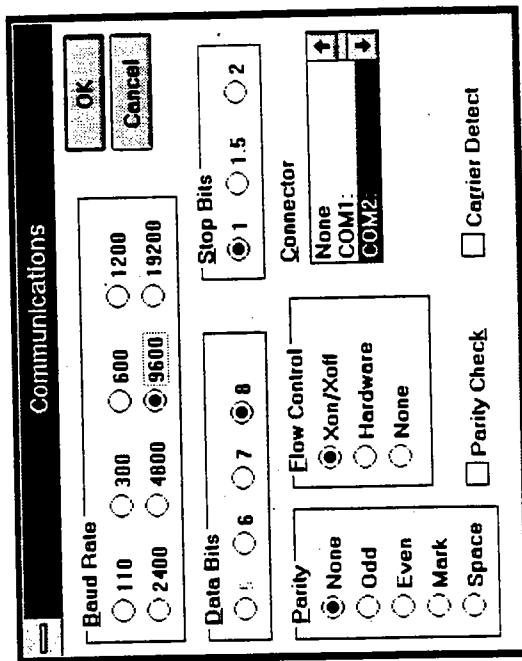 Communications
Baud Rate
110 300 600 1200
2400 4800 9600 19200
OK
Cancel
Data Bits
5 6 7 8
Stop Bits
1 1.5 2
Parity
None
Odd
Even
Mark
Space
Flow Control
Xon/Xoff
Hardware
None
Connector
None
COM1:
COM2:
Parity Check
Carrier Detect